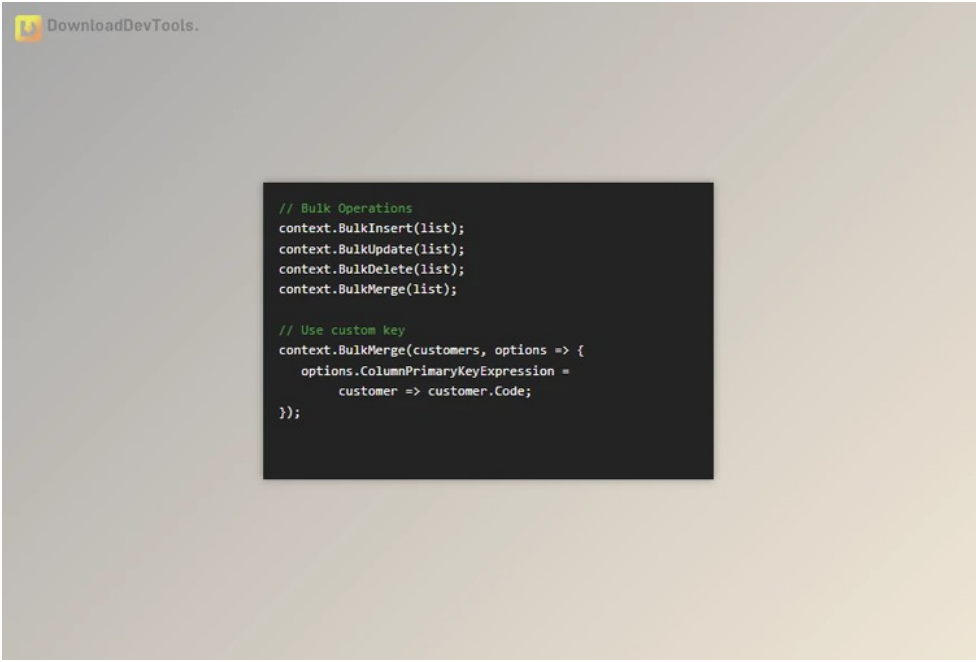 DownloadDevTools.
// Bulk Operations
context.BulkInsert(list);
context.BulkUpdate(list);
context.BulkDelete(list);
context.BulkMerge(list);
// Use custom key
context.BulkMerge(customers, options => {
options.ColumnPrimaryKeyExpression =
customer => customer.Code;
});